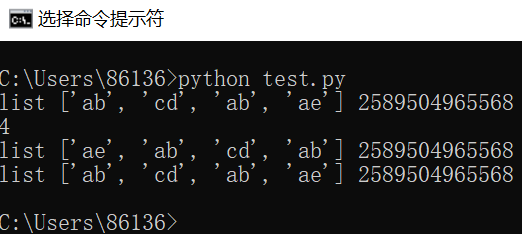 选择命令提示符
C:\Users\86136>python test.py
list ['ab', 'cd', 'ab', 'ae'] 2589504965568
4
list ['ae', 'ab', 'cd', 'ab'] 2589504965568
list ['ab', 'cd', 'ab', 'ae'] 2589504965568
C:\Users\86136>